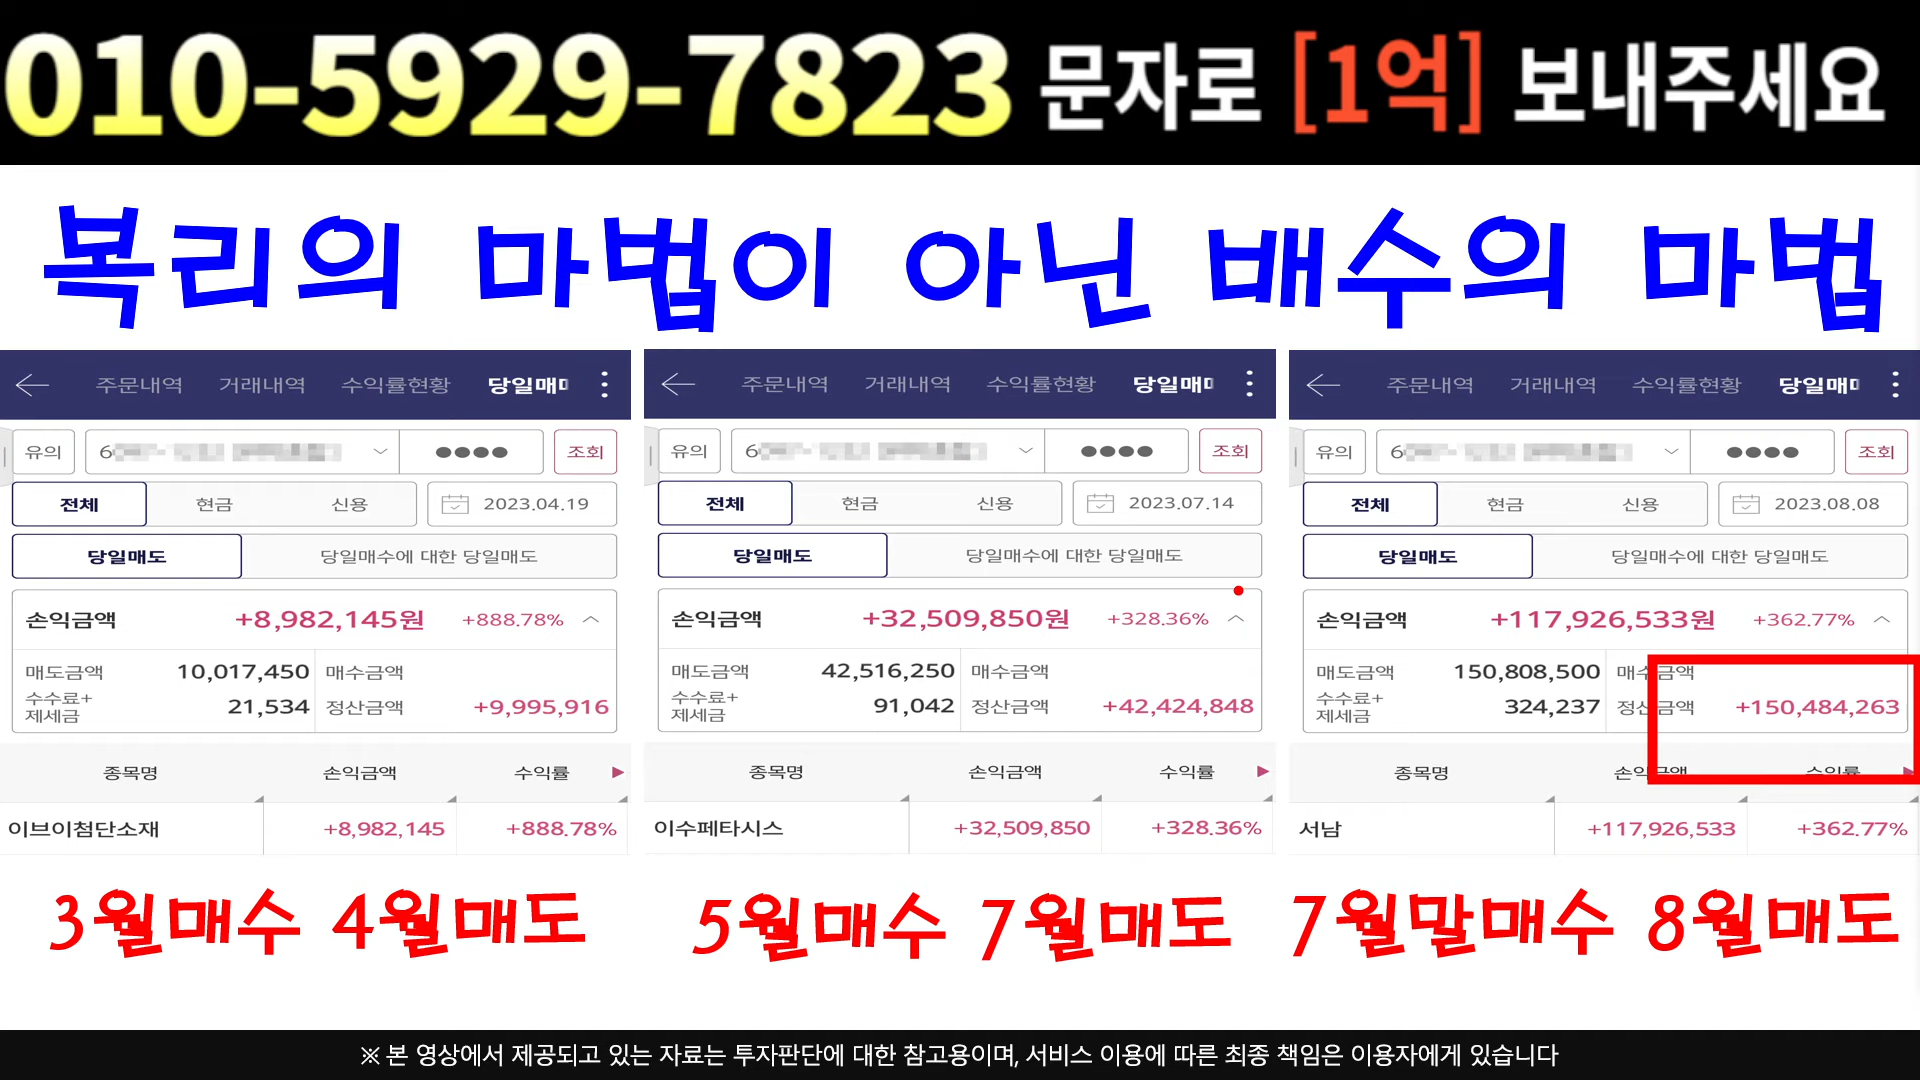 010-5929-7823 문자로 [1억] 보내주세요
복리의 마법이 아닌 배수의 마법
주문내역 거래내역 수익률현황 당일매
유의 6 ●●●● 조회
전체 현금 신용 2023.04.19
당일매도 당일매수에 대한 당일매도
손익금액 +8,982,145원 +888.78%
매도금액 10,017,450 매수금액
수수료+
제세금 21,534 정산금액 +9,995,916
종목명 손익금액 수익률
이브이첨단소재 +8,982,145 +888.78%
3월매수 4월매도
주문내역 거래내역 수익률현황 당일매
유의 6 ●●●● 조회
전체 현금 신용 2023.07.14
당일매도 당일매수에 대한 당일매도
손익금액 +32,509,850원 +328.36%
매도금액 42,516,250 매수금액
수수료+
제세금 91,042 정산금액 +42,424,848
종목명 손익금액 수익률
이수페타시스 +32,509,850 +328.36%
5월매수 7월매도
주문내역 거래내역 수익률현황 당일매
유의 6 ●●●● 조회
전체 현금 신용 2023.08.08
당일매도 당일매수에 대한 당일매도
손익금액 +117,926,533원 +362.77%
매도금액 150,808,500 매수금액
수수료+
제세금 324,237 정산금액 +150,484,263
종목명 손익금액 수익률
서남 +117,926,533 +362.77%
7월말매수 8월매도
※ 본 영상에서 제공되고 있는 자료는 투자판단에 대한 참고용이며, 서비스 이용에 따른 최종 책임은 이용자에게 있습니다